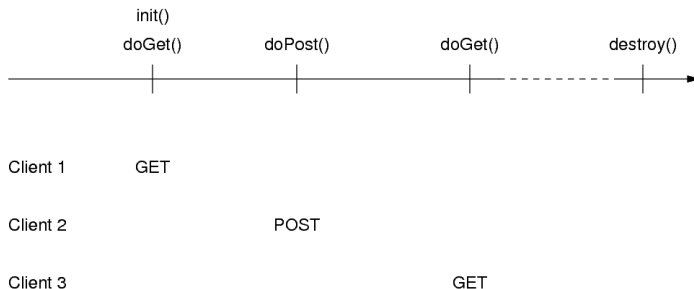 init()
doGet() doPost() doGet() destroy()
Client 1 GET
Client 2 POST
Client 3 GET